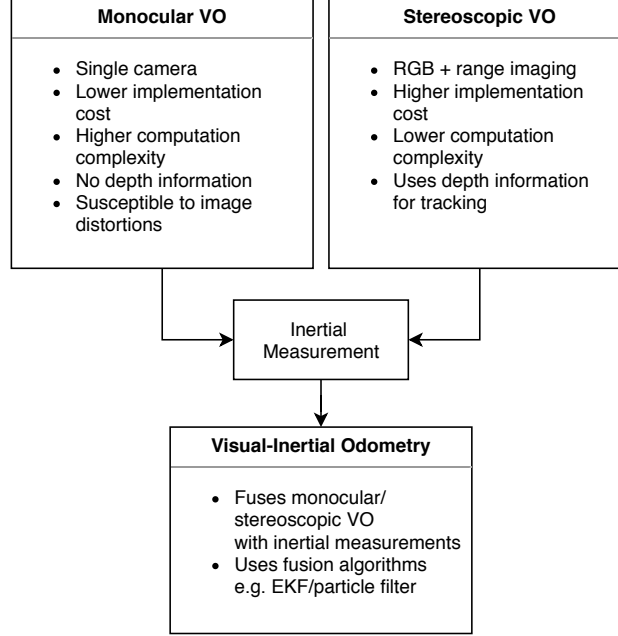 Monocular VO
• Single camera
• Lower implementation
cost
• Higher computation
complexity
• No depth information
• Susceptible to image
distortions
Stereoscopic VO
• RGB + range imaging
• Higher implementation
cost
• Lower computation
complexity
• Uses depth information
for tracking
Inertial
Measurement
Visual-Inertial Odometry
• Fuses monocular/
stereoscopic VO
with inertial measurements
• Uses fusion algorithms
e.g. EKF/particle filter